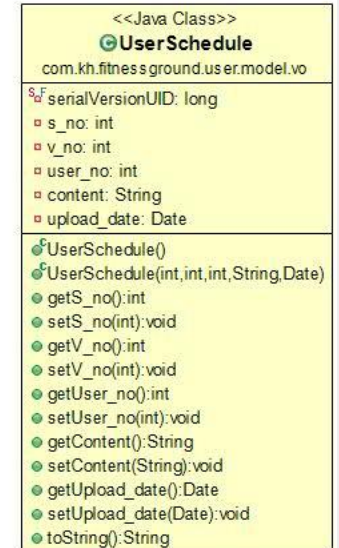 <<Java Class>>
UserSchedule
com.kh.fitnessground.user.model.vo
serialVersionUID: long
s_no: int
v_no: int
user_no: int
content: String
upload_date: Date
UserSchedule()
UserSchedule(int,int,int,String,Date)
getS_no():int
setS_no(int):void
getV_no():int
setV_no(int):void
getUser_no():int
setUser_no(int):void
getContent():String
setContent(String):void
getUpload_date():Date
setUpload_date(Date):void
toString():String